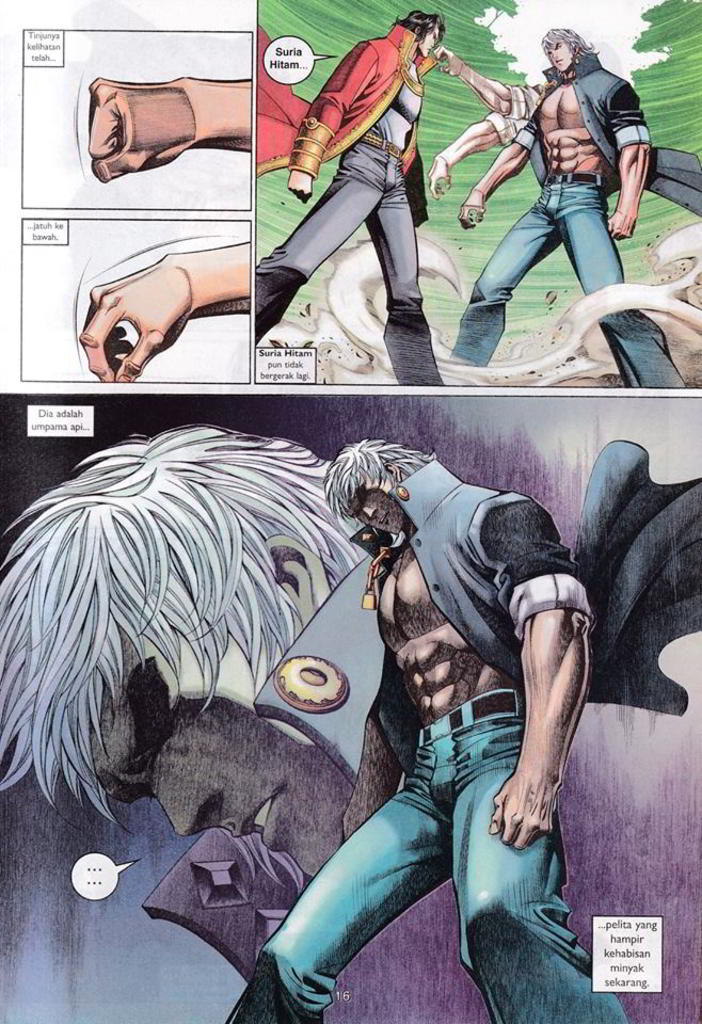 Tinjunya
kelihatan
telah...
...jatuh ke
bawah.
Suria
Hitam...
Suria Hitam
pun tidak
bergerak lagi.
Dia adalah
umpama api...
...
...
...pelita yang
hampir
kehabisan
minyak
sekarang.
16